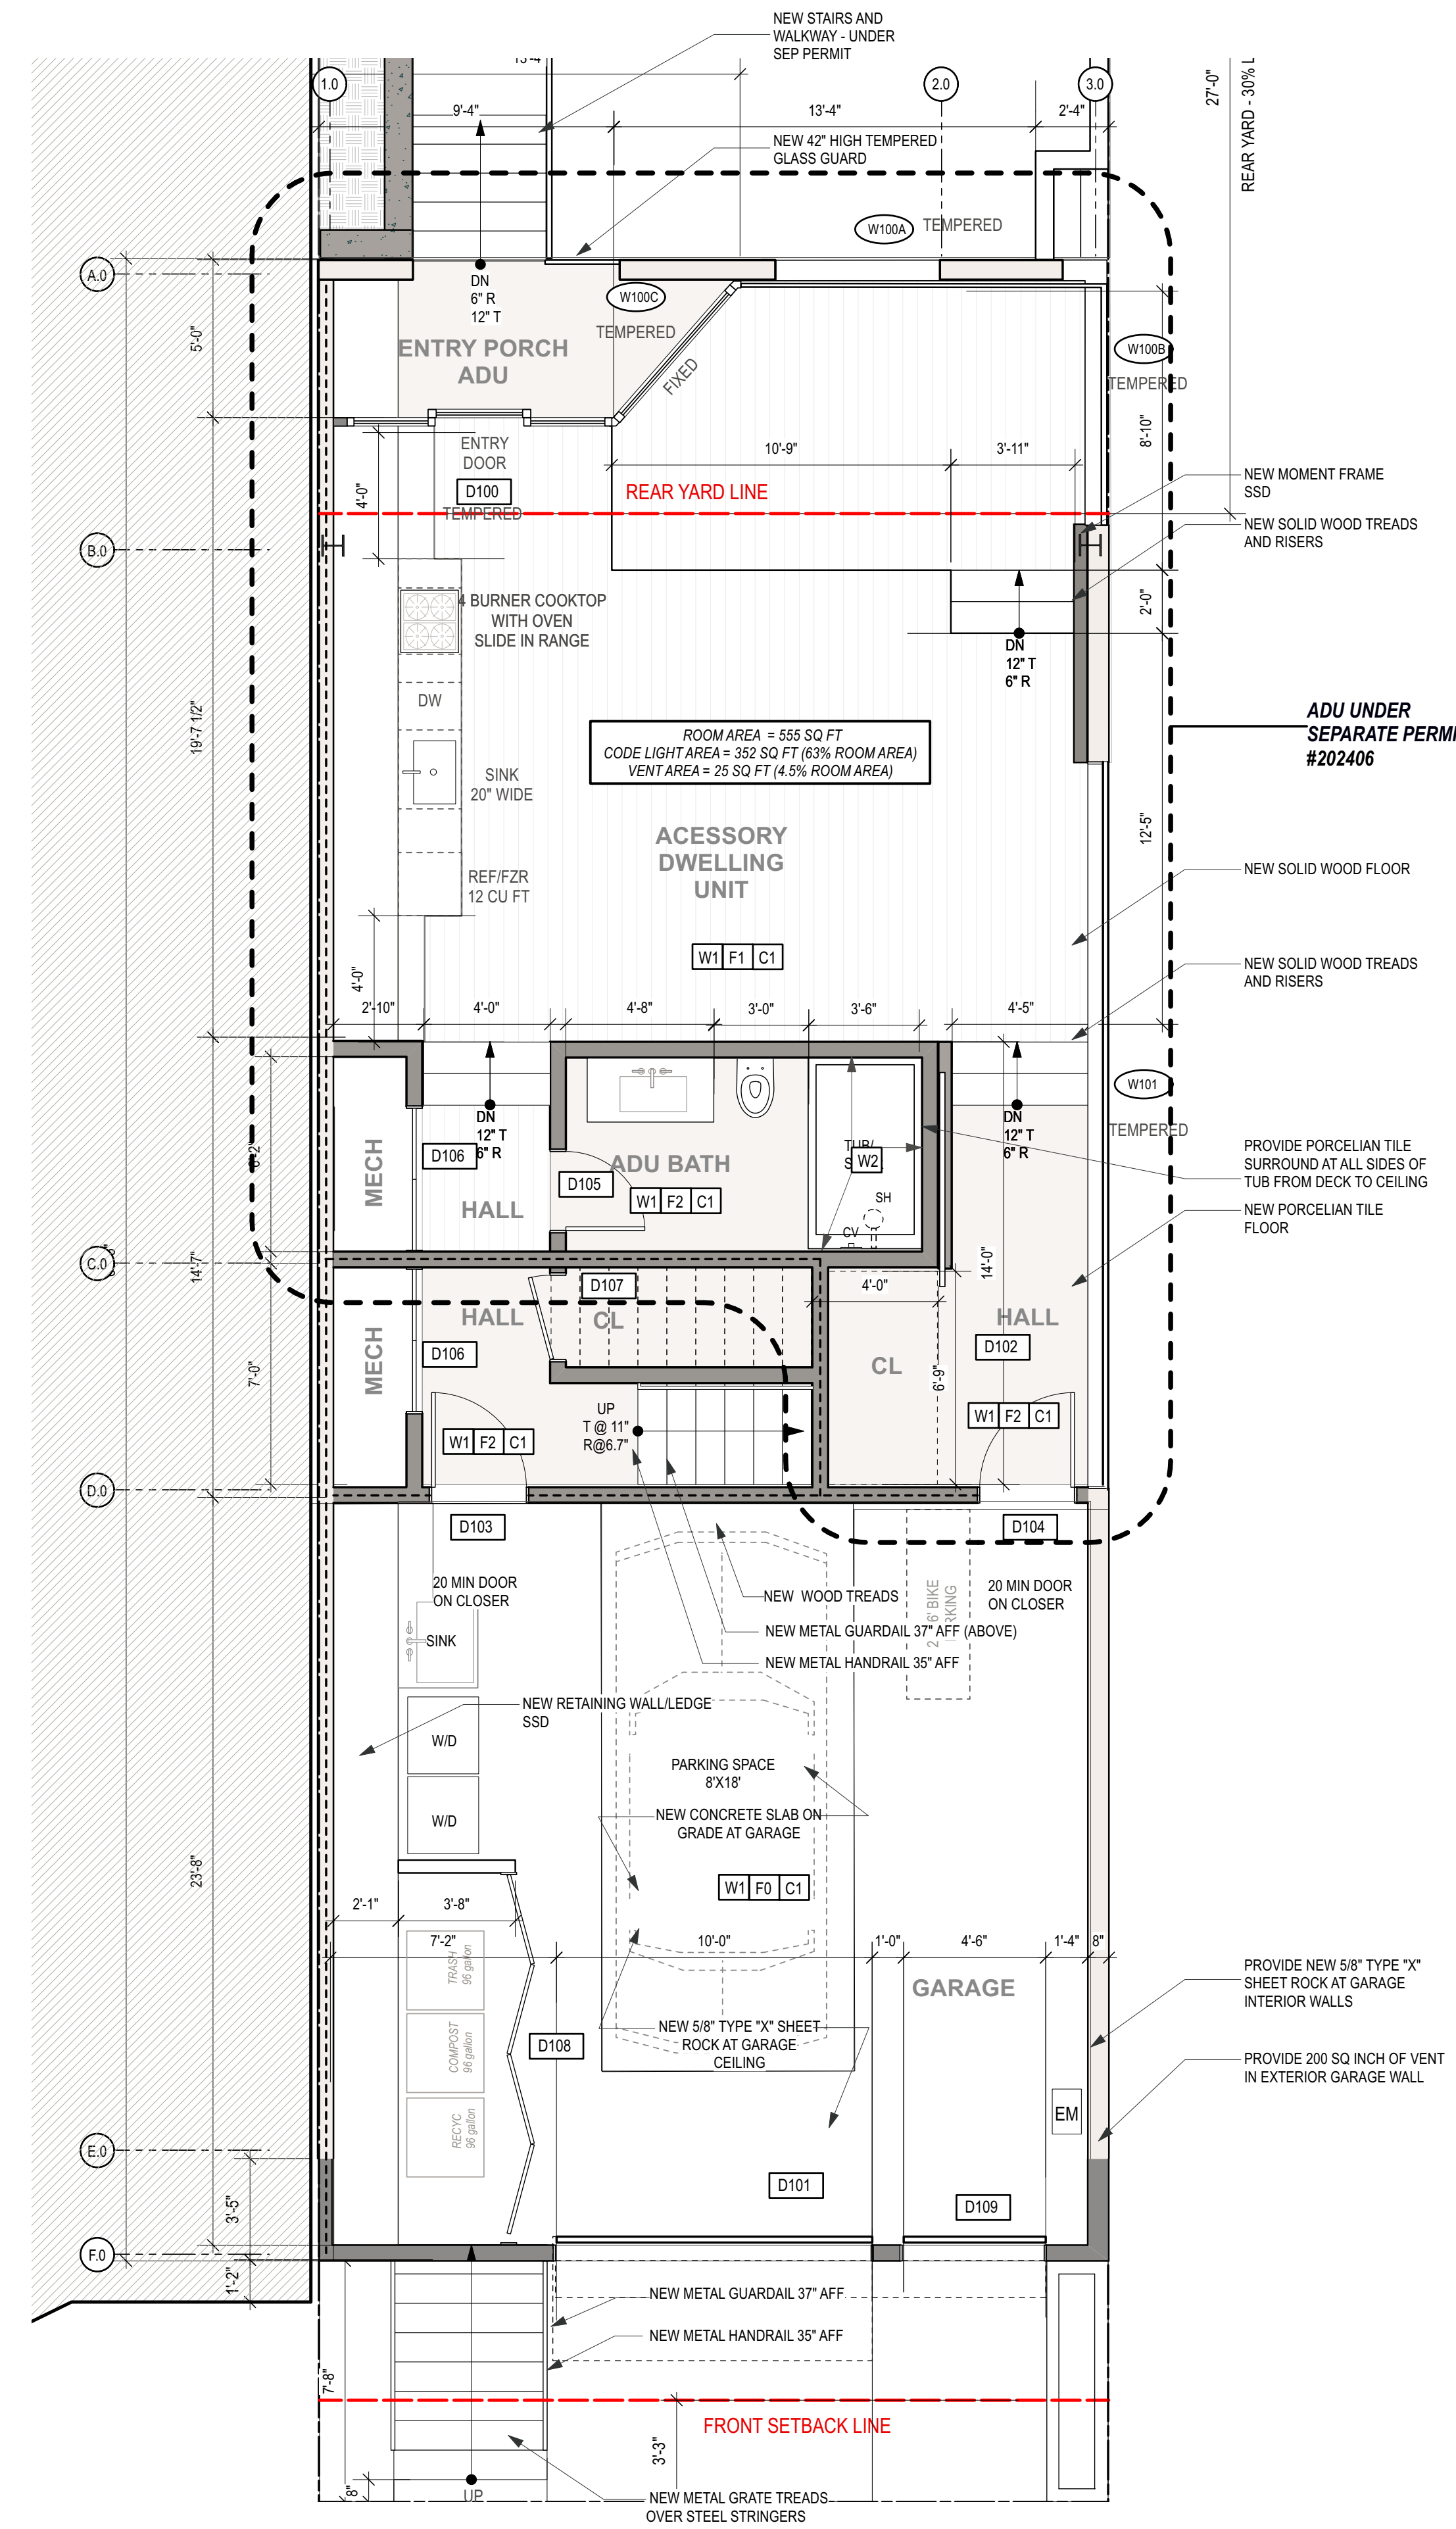 NEW STAIRS AND
WALKWAY - UNDER
SEP PERMIT
1.0
2.0
3.0
9'-4"
13'-4"
2'-4"
27'-0"
REAR YARD - 30% L
NEW 42" HIGH TEMPERED
GLASS GUARD
W100A
TEMPERED
A.0
DN
6" R
12" T
W100C
TEMPERED
ENTRY PORCH
ADU
FIXED
5'-0"
W100B
TEMPERED
8'-10"
ENTRY
DOOR
D100
TEMPERED
4'-0"
10'-9"
3'-11"
REAR YARD LINE
NEW MOMENT FRAME
SSD
NEW SOLID WOOD TREADS
AND RISERS
B.0
4 BURNER COOKTOP
WITH OVEN
SLIDE IN RANGE
2'-0"
DN
12" T
6" R
DW
19'-7 1/2"
ROOM AREA = 555 SQ FT
CODE LIGHT AREA = 352 SQ FT (63% ROOM AREA)
VENT AREA = 25 SQ FT (4.5% ROOM AREA)
ADU UNDER
SEPARATE PERMI
#202406
SINK
20" WIDE
12'-5"
ACESSORY
DWELLING
UNIT
REF/FZR
12 CU FT
NEW SOLID WOOD FLOOR
W1 F1 C1
NEW SOLID WOOD TREADS
AND RISERS
4'-0"
2'-10"
4'-0"
4'-8"
3'-0"
3'-6"
4'-5"
W101
TEMPERED
DN
12" T
6" R
DN
12" T
6" R
MECH
D106
D105
ADU BATH
W2
W1 F2 C1
HALL
SH
CV
PROVIDE PORCELIAN TILE
SURROUND AT ALL SIDES OF
TUB FROM DECK TO CEILING
NEW PORCELIAN TILE
FLOOR
C.0
14'-7"
14'-0"
D107
4'-0"
HALL
CL
HALL
MECH
D106
D102
CL
7'-0"
6'-9"
W1 F2 C1
UP
T @ 11"
R@6.7"
W1 F2 C1
D.0
D103
D104
20 MIN DOOR
ON CLOSER
20 MIN DOOR
ON CLOSER
NEW WOOD TREADS
NEW METAL GUARDAIL 37" AFF (ABOVE)
SINK
NEW METAL HANDRAIL 35" AFF
NEW RETAINING WALL/LEDGE
SSD
W/D
PARKING SPACE
8'X18'
W/D
NEW CONCRETE SLAB ON
GRADE AT GARAGE
23'-8"
W1 F0 C1
2'-1"
3'-8"
7'-2"
10'-0"
1'-0"
4'-6"
1'-4"
8"
TRASH
96 gallon
GARAGE
PROVIDE NEW 5/8" TYPE "X"
SHEET ROCK AT GARAGE
INTERIOR WALLS
COMPOST
96 gallon
D108
NEW 5/8" TYPE "X" SHEET
ROCK AT GARAGE
CEILING
PROVIDE 200 SQ INCH OF VENT
IN EXTERIOR GARAGE WALL
RECYC
96 gallon
EM
E.0
D101
D109
3'-5"
F.0
1'-2"
NEW METAL GUARDAIL 37" AFF
NEW METAL HANDRAIL 35" AFF
7'-8"
FRONT SETBACK LINE
3'-3"
8"
UP
NEW METAL GRATE TREADS
OVER STEEL STRINGERS